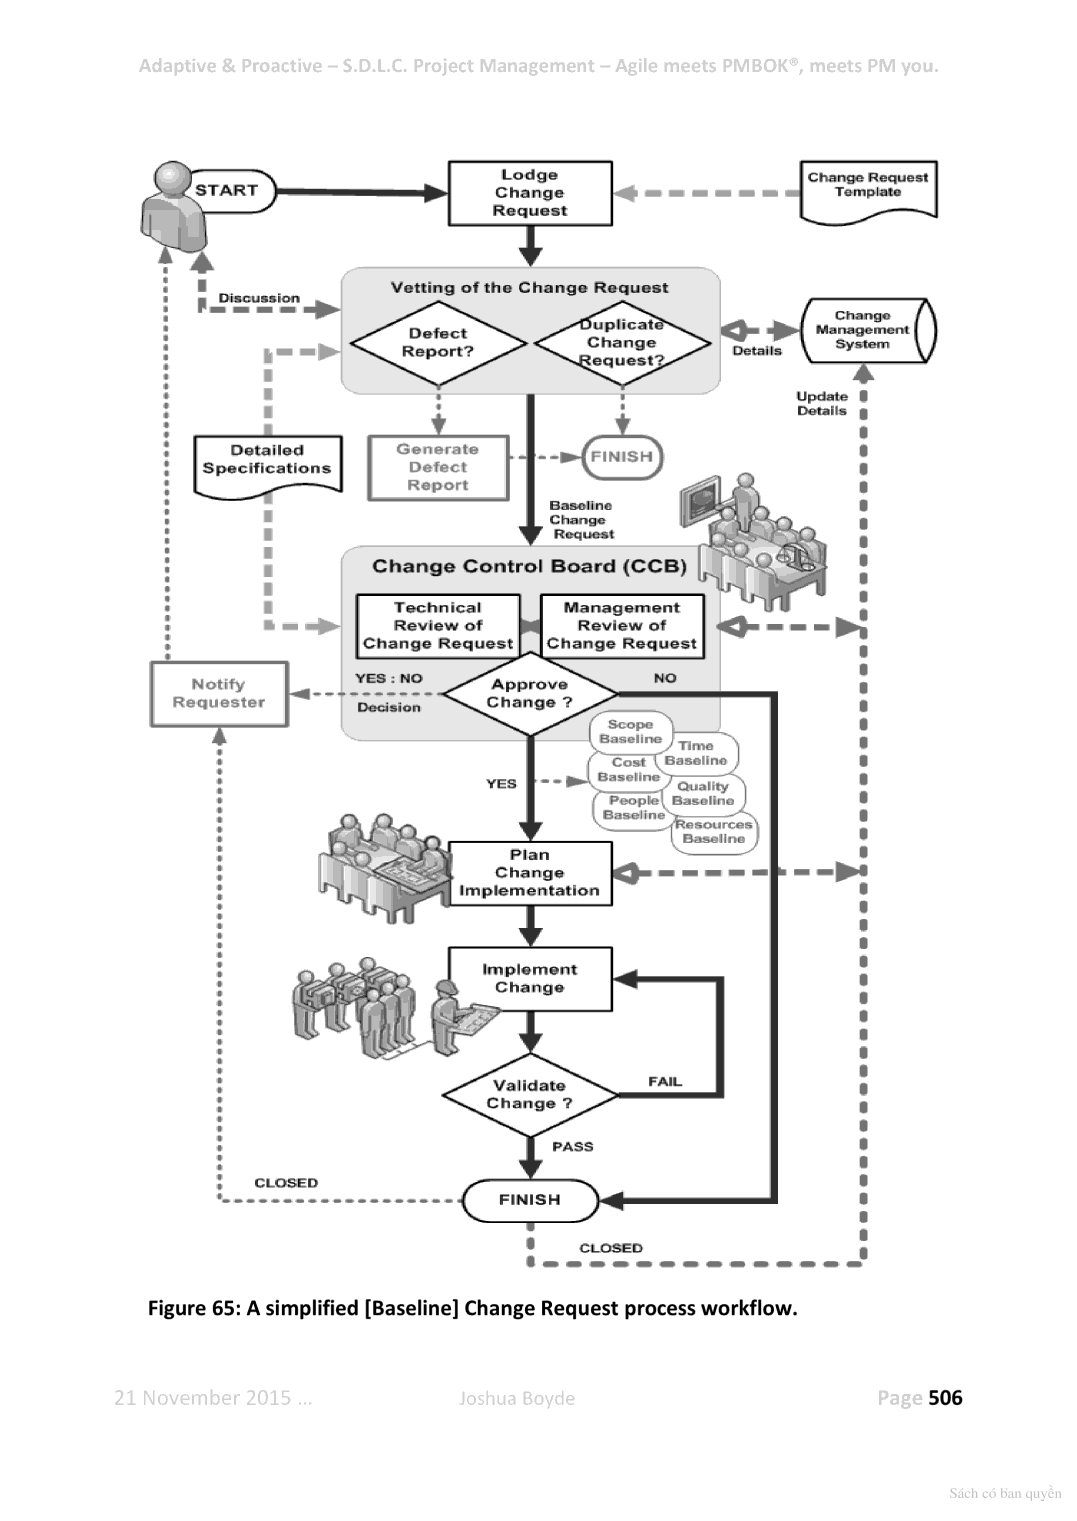 Adaptive & Proactive – S.D.L.C. Project Management – Agile meets PMBOK®, meets PM you.
START
Lodge
Change
Request
Change Request
Template
Discussion
Vetting of the Change Request
Defect
Report?
Duplicate
Change
Request?
Details
Change
Management
System
Update
Details
Detailed
Specifications
Generate
Defect
Report
FINISH
Baseline
Change
Request
Change Control Board (CCB)
Technical
Review of
Change Request
Management
Review of
Change Request
Notify
Requester
YES : NO
Decision
Approve
Change ?
NO
Scope
Baseline
Time
Baseline
Cost
Baseline
Quality
Baseline
People
Baseline
Resources
Baseline
YES
Plan
Change
Implementation
Implement
Change
Validate
Change ?
FAIL
PASS
CLOSED
FINISH
CLOSED
Figure 65: A simplified [Baseline] Change Request process workflow.
21 November 2015 ... Joshua Boyde Page 506
Sách có bản quyền